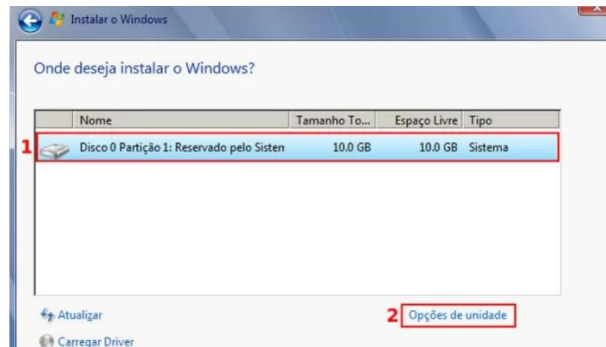 Instalar o Windows
Onde deseja instalar o Windows?
Nome Tamanho To... Espaço Livre Tipo
1 Disco 0 Partição 1: Reservado pelo Sisten 10.0 GB 10.0 GB Sistema
Atualizar 2 Opções de unidade
Carregar Driver